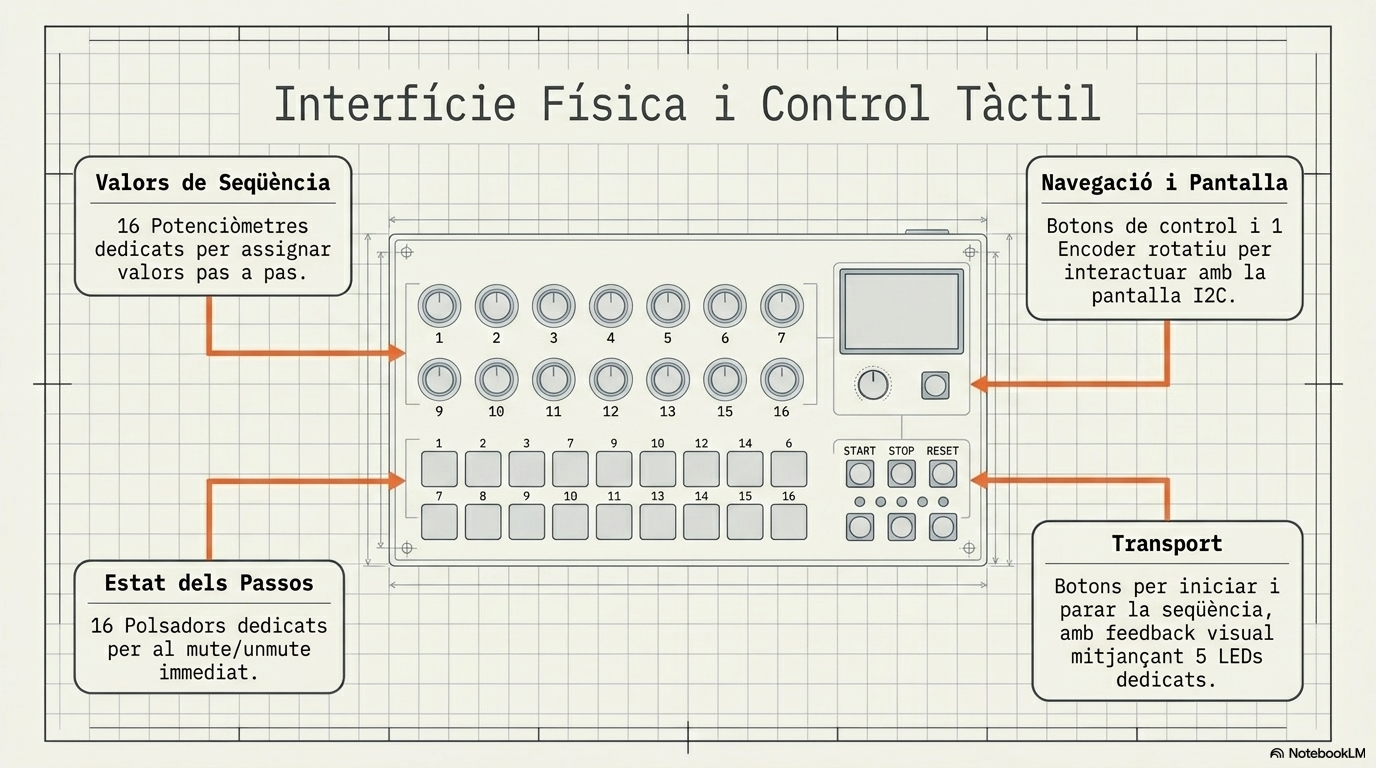 Interfície Física i Control Tàctil
Valors de Seqüència
16 Potenciòmetres
dedicats per assignar
valors pas a pas.
Navegació i Pantalla
Botons de control i 1
Encoder rotatiu per
interactuar amb la
pantalla I2C.
1 2 3 4 5 6 7
9 10 11 12 13 15 16
1 2 3 7 9 10 12 14 6
7 8 9 10 11 13 14 15 16
START STOP RESET
Estat dels Passos
16 Polsadors dedicats
per al mute/unmute
immediat.
Transport
Botons per iniciar i
parar la seqüència,
amb feedback visual
mitjançant 5 LEDs
dedicats.
NotebookLM